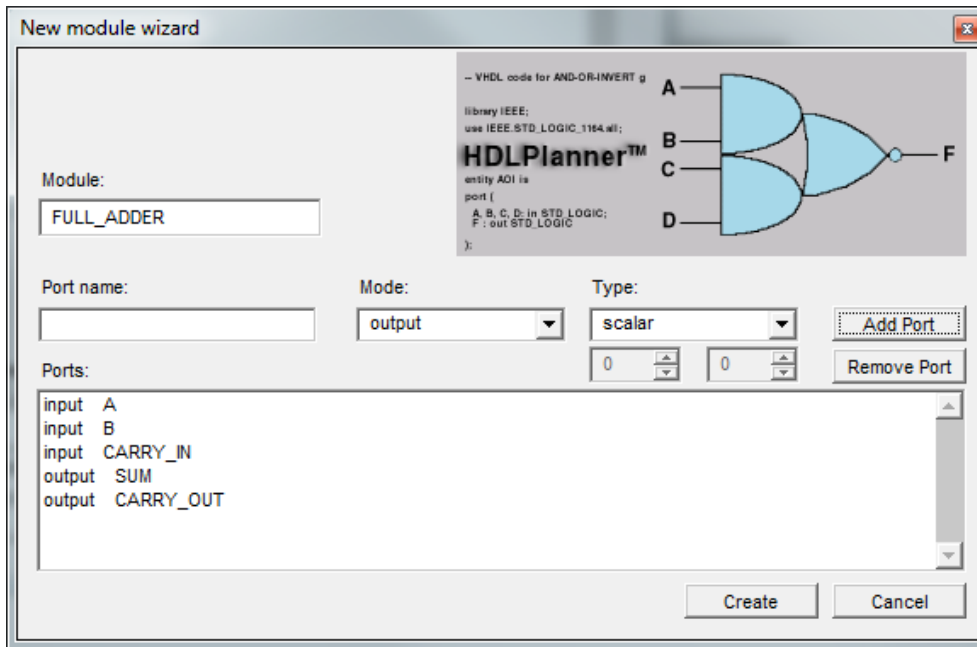 New module wizard
-- VHDL code for AND-OR-INVERT g
library IEEE;
use IEEE.STD_LOGIC_1164.all;
HDLPlanner™
entity AOI is
port (
A, B, C, D: in STD_LOGIC;
F : out STD_LOGIC
);
A
B
C
D
F
Module:
FULL_ADDER
Port name:
Mode:
Type:
output
scalar
Add Port
0
0
Remove Port
Ports:
input A
input B
input CARRY_IN
output SUM
output CARRY_OUT
Create
Cancel